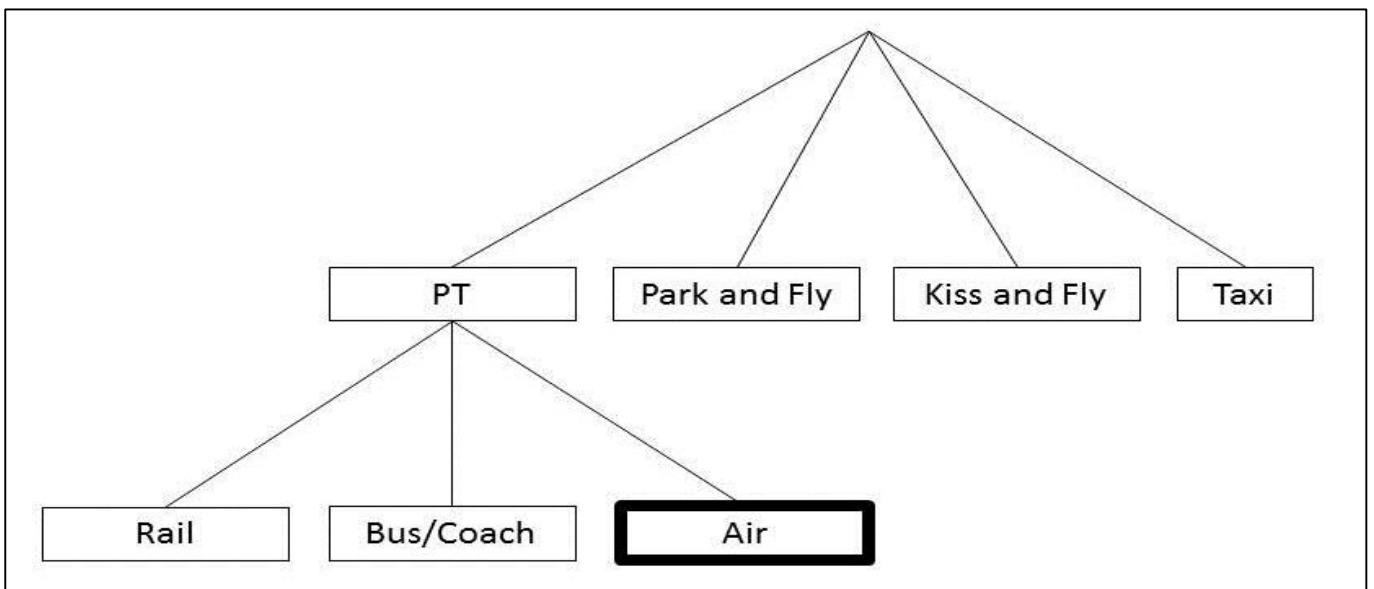 PT
Park and Fly
Kiss and Fly
Taxi
Rail
Bus/Coach
Air